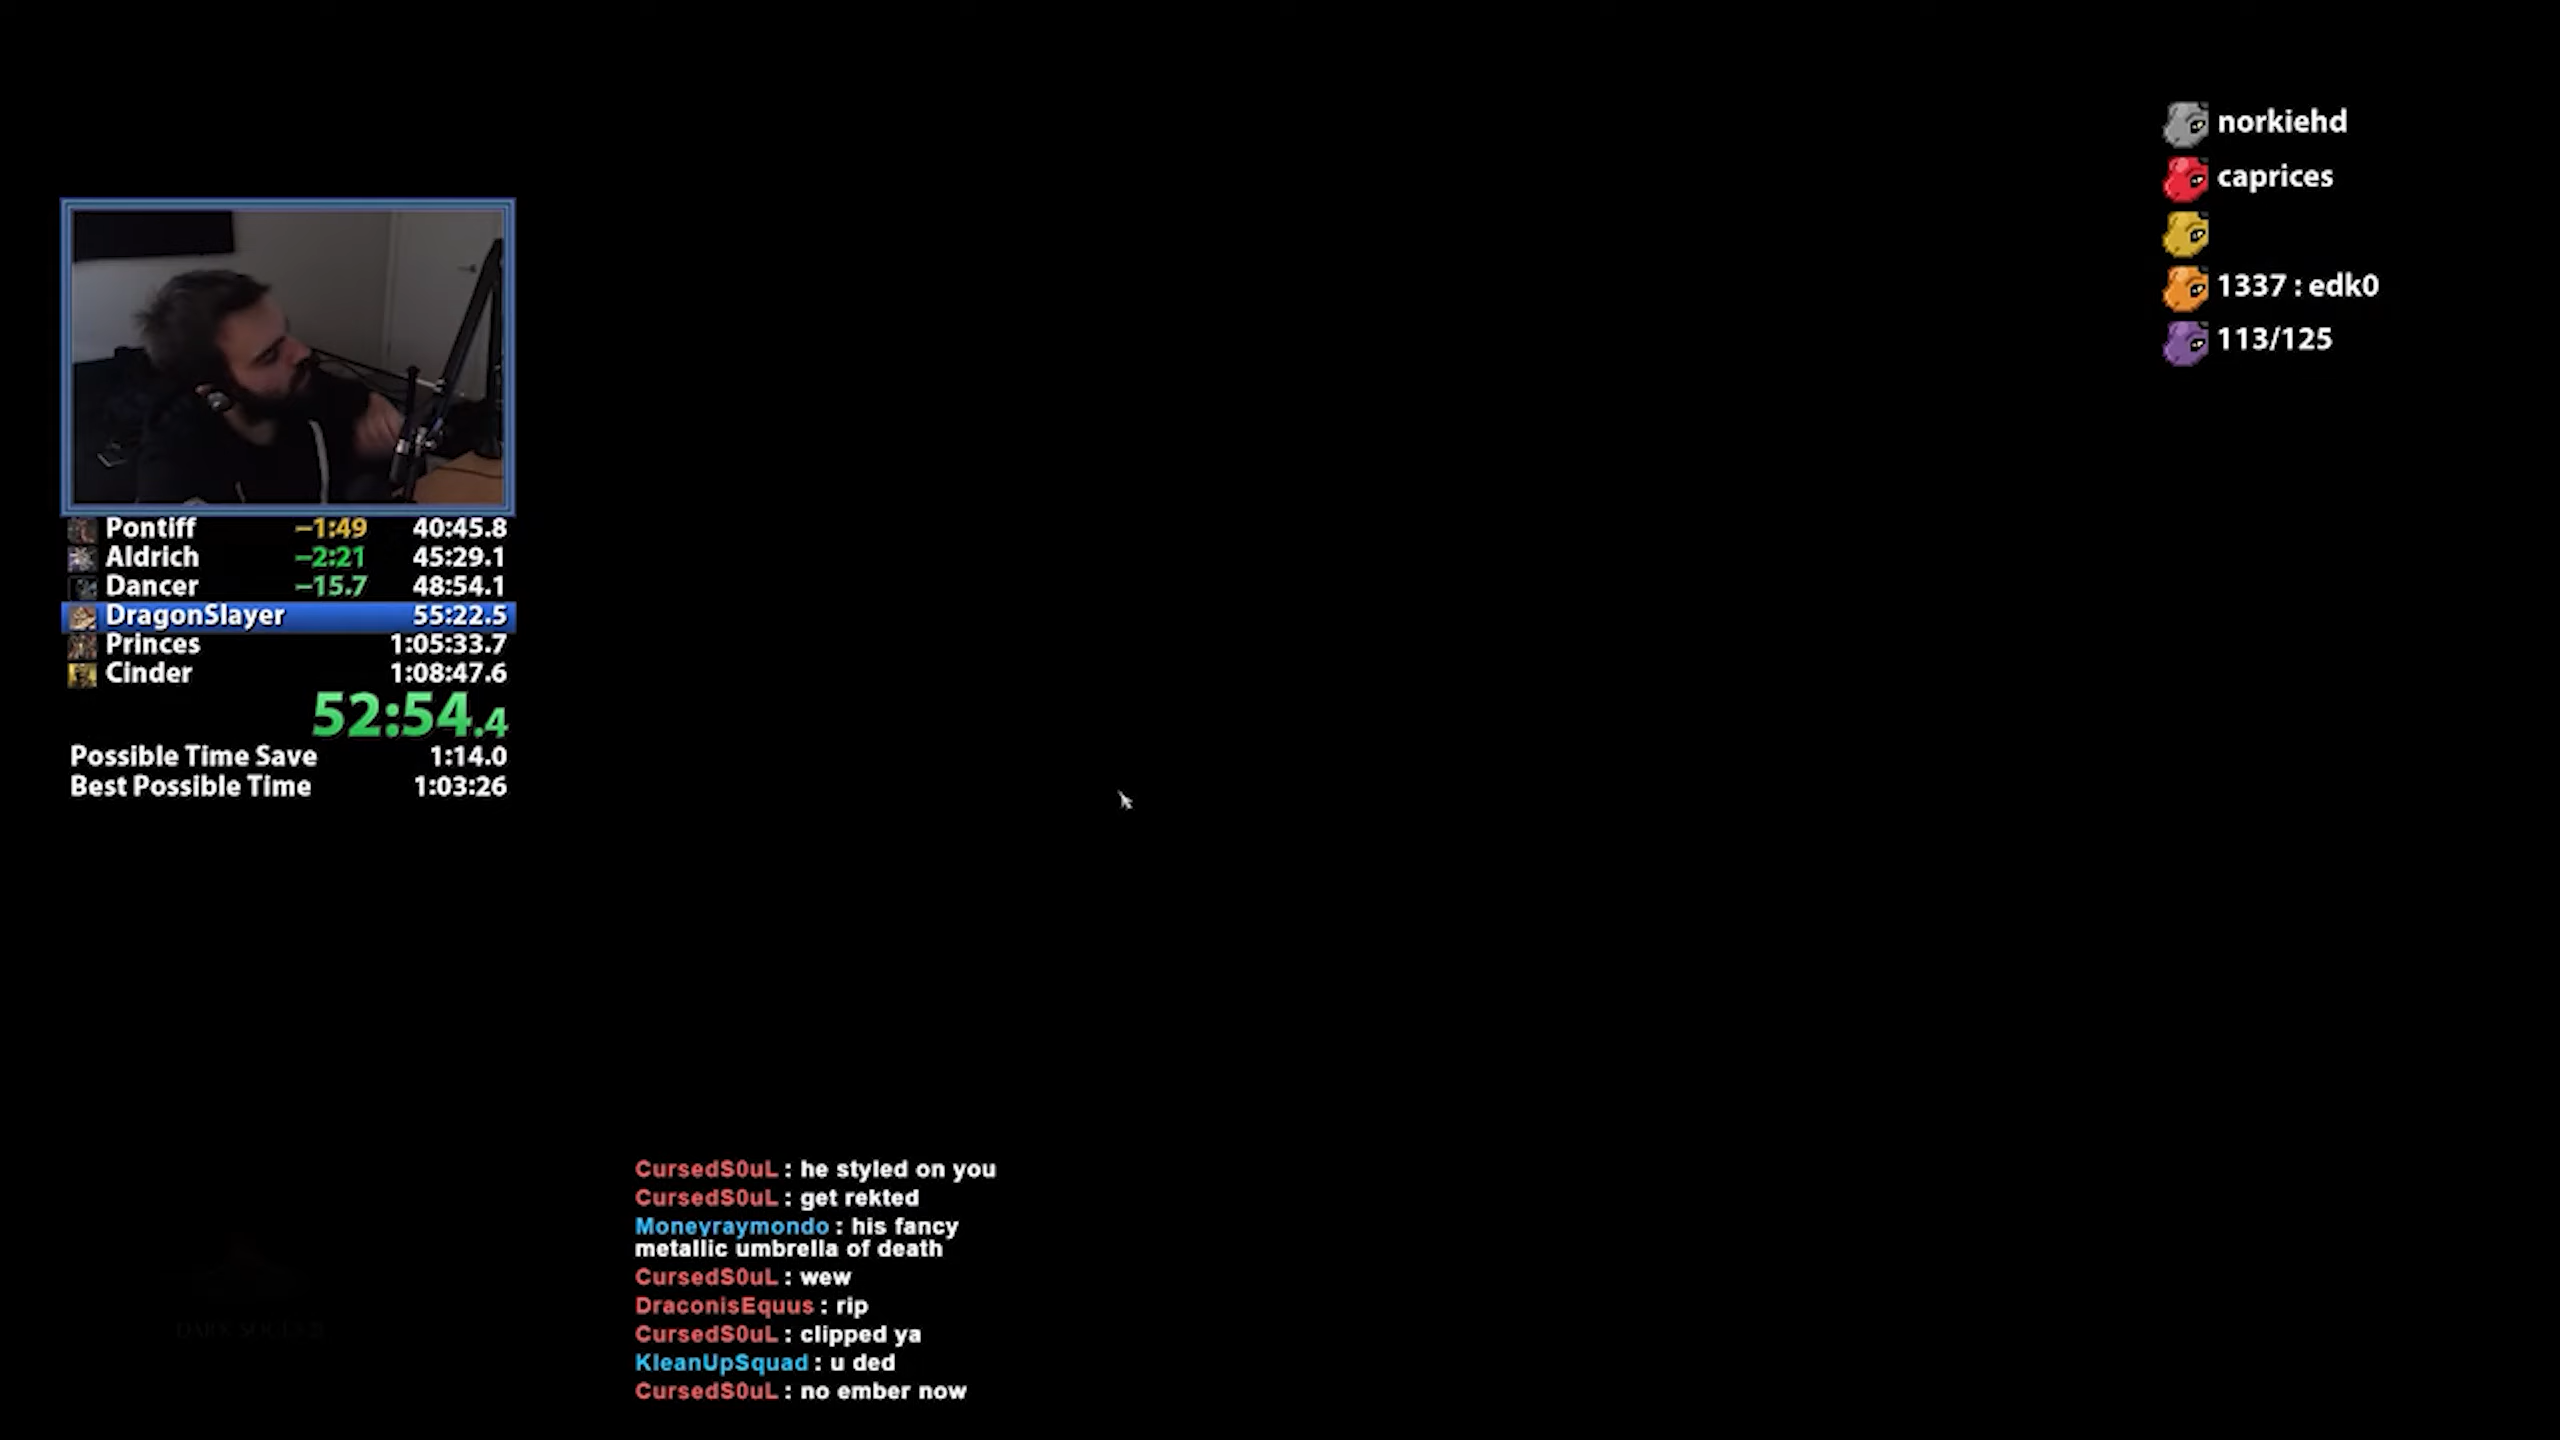 norkiehd
caprices
1337 : edk0
113/125
Pontiff −1:49 40:45.8
Aldrich −2:21 45:29.1
Dancer −15.7 48:54.1
DragonSlayer 55:22.5
Princes 1:05:33.7
Cinder 1:08:47.6
52:54.4
Possible Time Save 1:14.0
Best Possible Time 1:03:26
CursedS0uL : he styled on you
CursedS0uL : get rekted
Moneyraymondo : his fancy
metallic umbrella of death
CursedS0uL : wew
DraconisEquus : rip
CursedS0uL : clipped ya
KleanUpSquad : u ded
CursedS0uL : no ember now